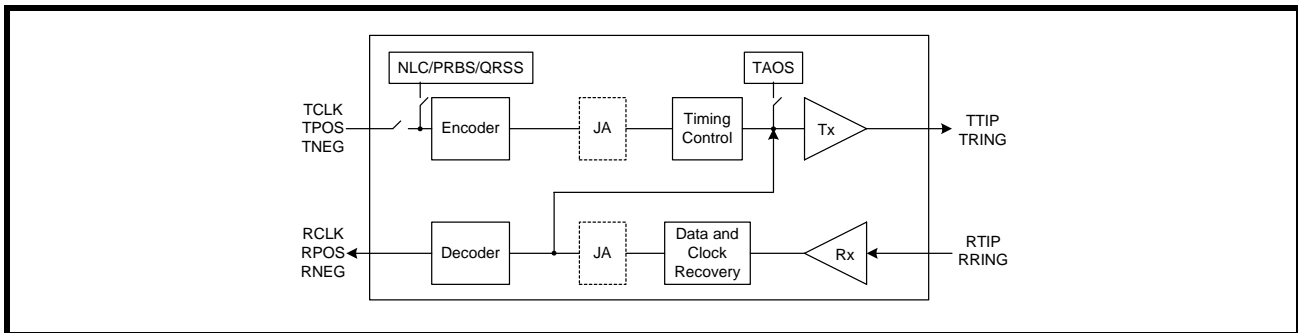 NLC/PRBS/QRSS
TAOS
TCLK
TPOS
TNEG
Encoder
JA
Timing
Control
Tx
TTIP
TRING
RCLK
RPOS
RNEG
Decoder
JA
Data and
Clock
Recovery
Rx
RTIP
RRING